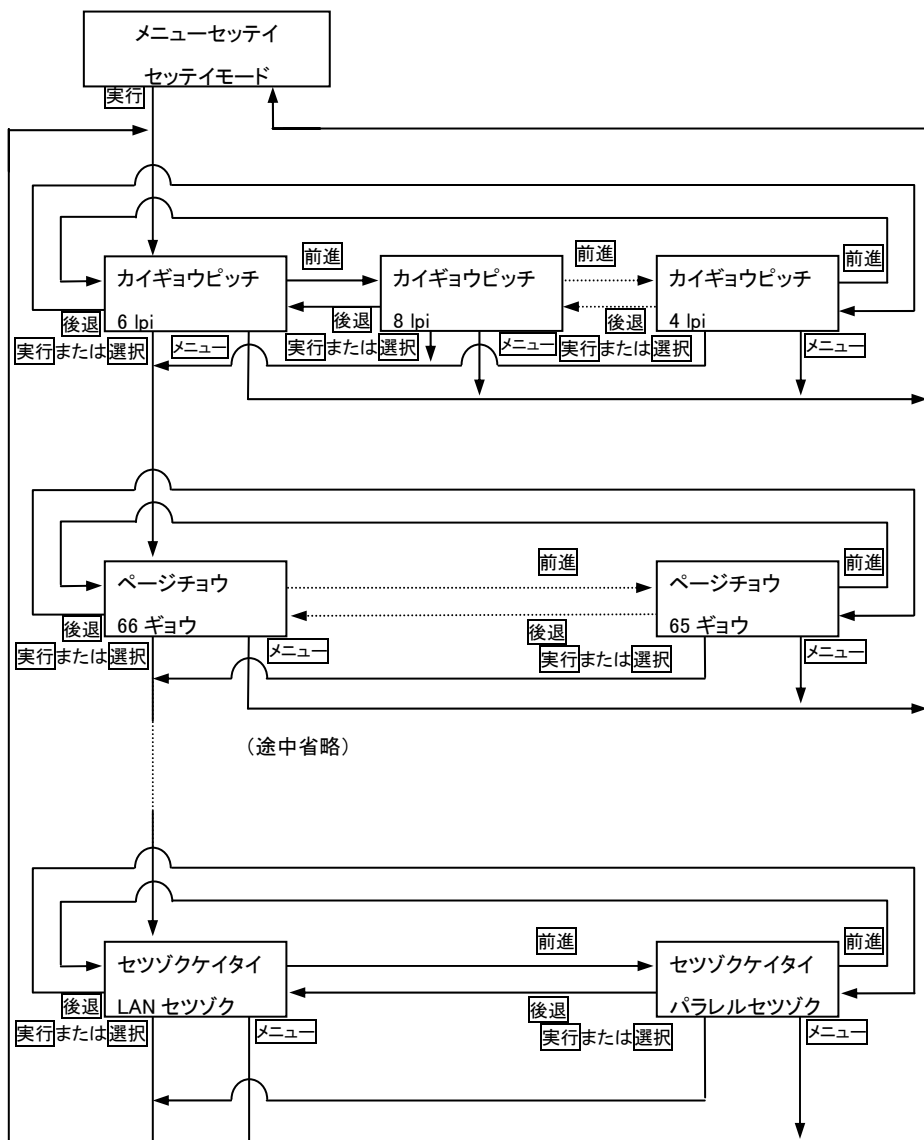 メニューセッテイ
セッテイモード
実行
前進
前進
前進
カイギョウピッチ
カイギョウピッチ
カイギョウピッチ
6 lpi
8 lpi
4 lpi
後退
後退
後退
実行または選択
メニュー
実行または選択
メニュー
実行または選択
メニュー
前進
前進
ページチョウ
ページチョウ
66 ギョウ
65 ギョウ
後退
後退
実行または選択
メニュー
実行または選択
メニュー
（途中省略）
前進
前進
セツゾクケイタイ
セツゾクケイタイ
LAN セツゾク
パラレルセツゾク
後退
後退
実行または選択
メニュー
実行または選択
メニュー